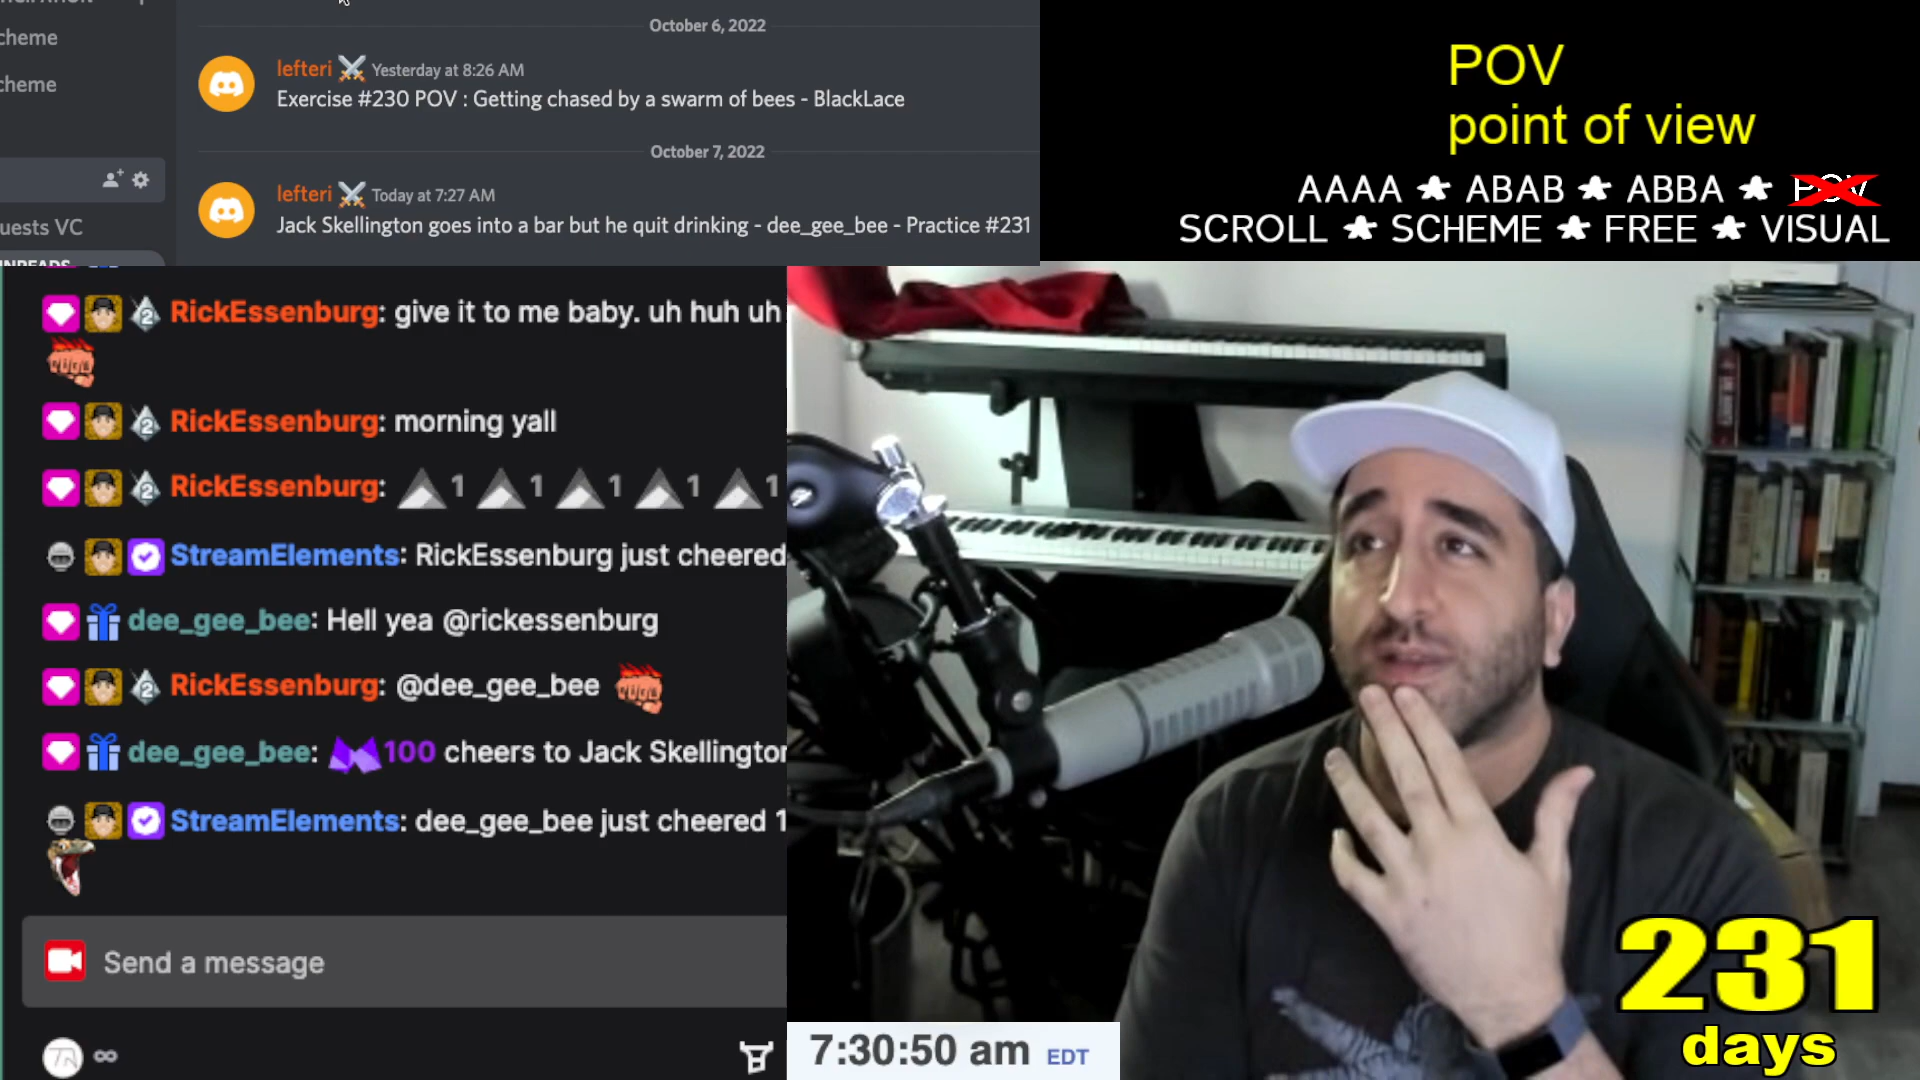 October 6, 2022
cheme
lefteri Yesterday at 8:26 AM
cheme
Exercise #230 POV : Getting chased by a swarm of bees - BlackLace
October 7, 2022
lefteri Today at 7:27 AM
uests VC
Jack Skellington goes into a bar but he quit drinking - dee_gee_bee - Practice #231
POV
point of view
AAAA ABAB ABBA POV
SCROLL SCHEME FREE VISUAL
2 RickEssenburg: give it to me baby. uh huh uh
2 RickEssenburg: morning yall
2 RickEssenburg: 1 1 1 1 1
StreamElements: RickEssenburg just cheered
dee_gee_bee: Hell yea @rickessenburg
2 RickEssenburg: @dee_gee_bee
dee_gee_bee: 100 cheers to Jack Skellington
StreamElements: dee_gee_bee just cheered 1
Send a message
∞
7:30:50 am EDT
231
days